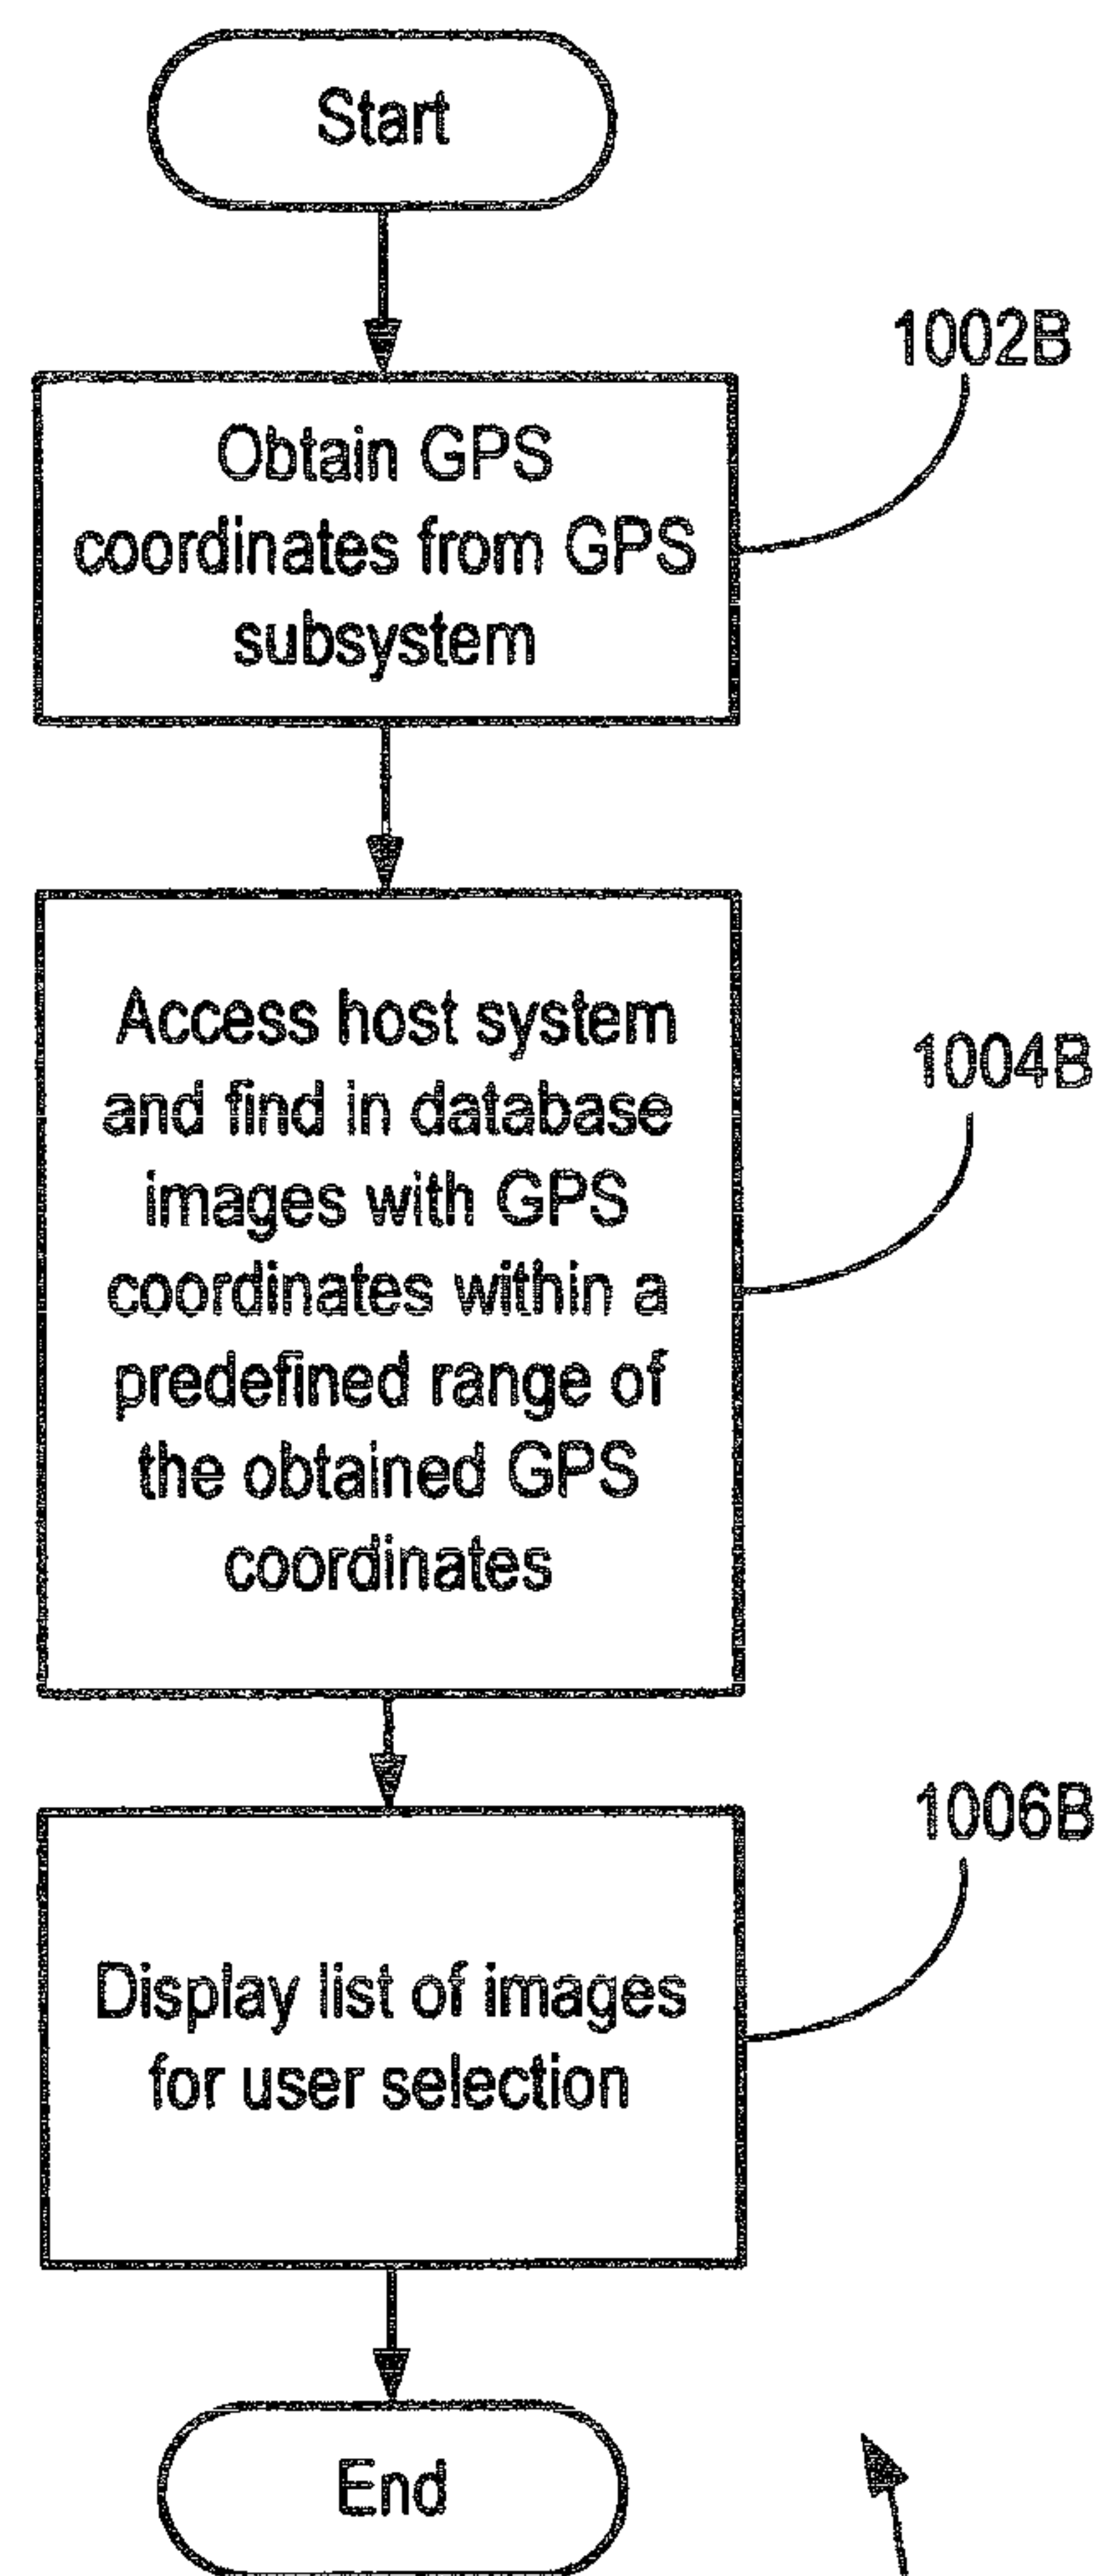 Start
1002B
Obtain GPS
coordinates from GPS
subsystem
1004B
Access host system
and find in database
images with GPS
coordinates within a
predefined range of
the obtained GPS
coordinates
1006B
Display list of images
for user selection
End